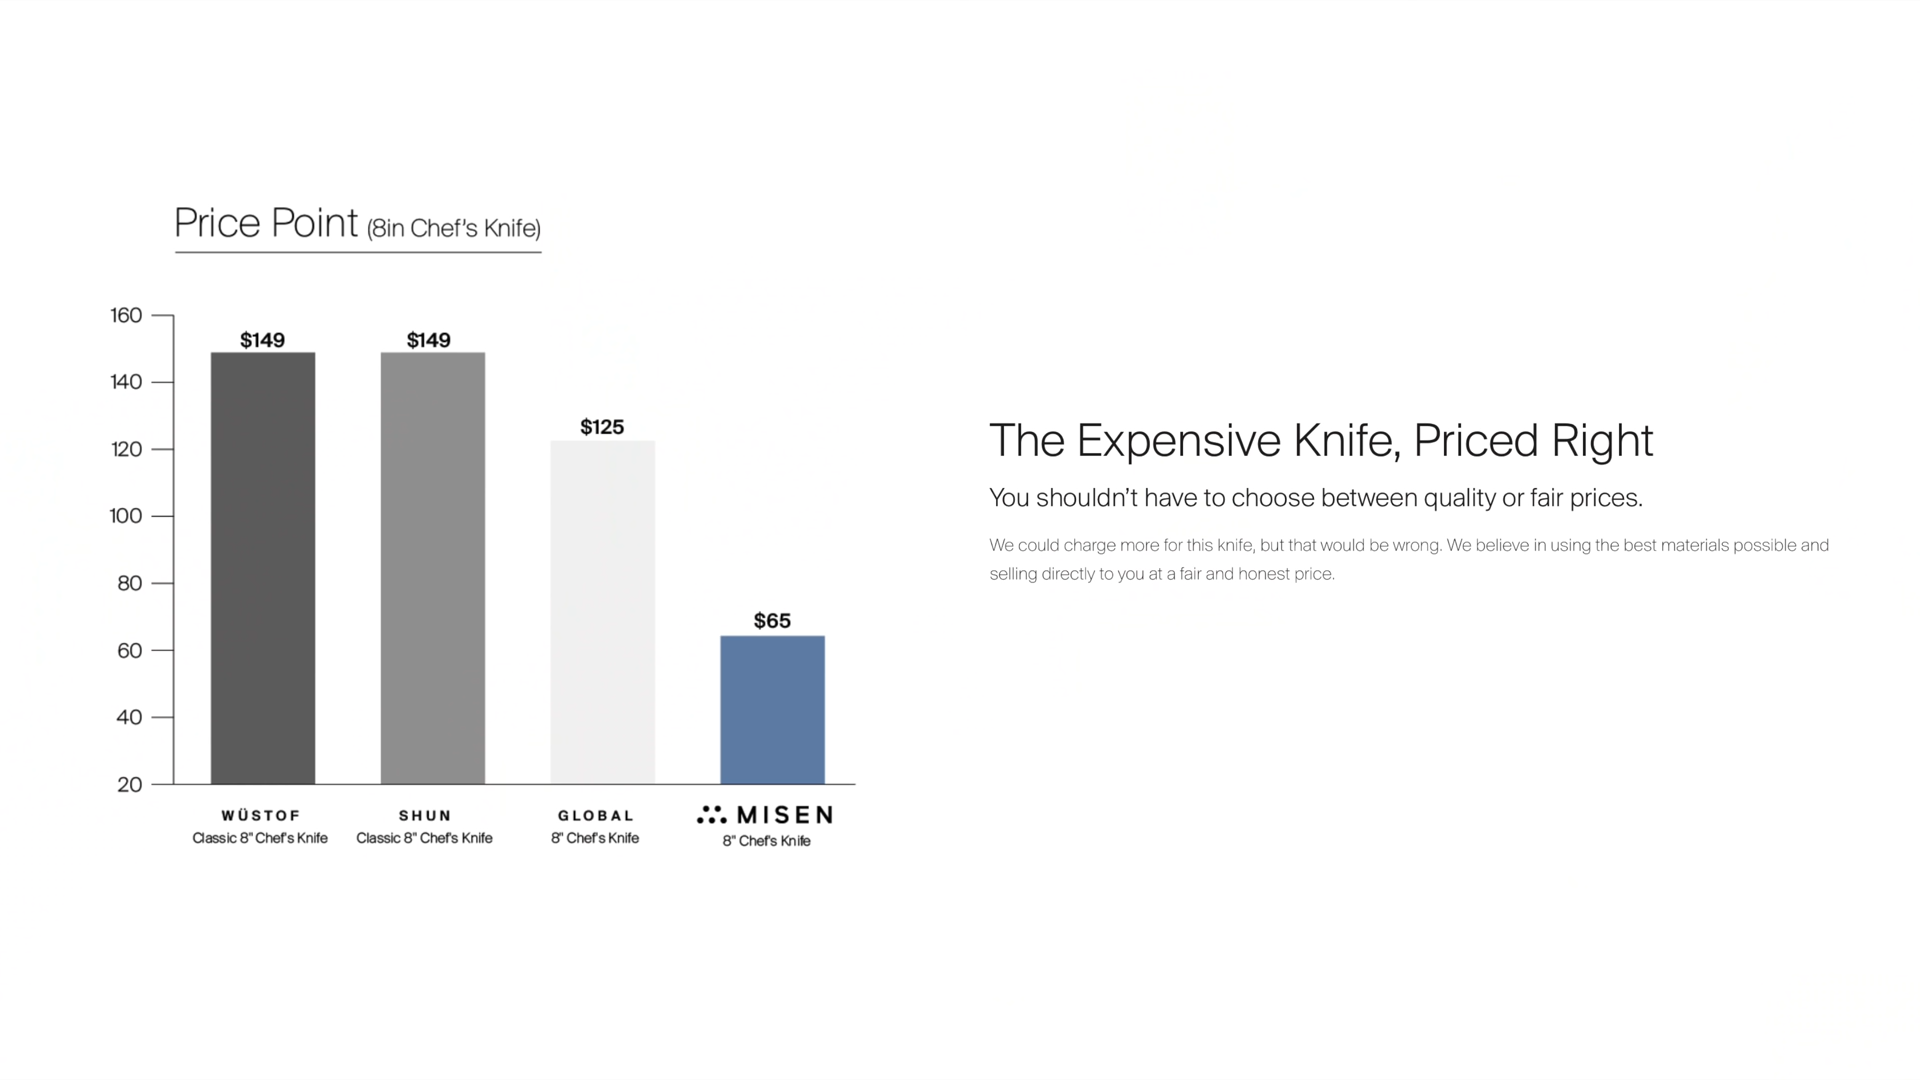 Price Point (8in Chef's Knife)
160
140
120
100
80
60
40
20
$149
$149
$125
$65
WÜSTOF
Classic 8" Chef's Knife
SHUN
Classic 8" Chef's Knife
GLOBAL
8" Chef's Knife
MISEN
8" Chef's Knife
The Expensive Knife, Priced Right
You shouldn’t have to choose between quality or fair prices.
We could charge more for this knife, but that would be wrong. We believe in using the best materials possible and
selling directly to you at a fair and honest price.